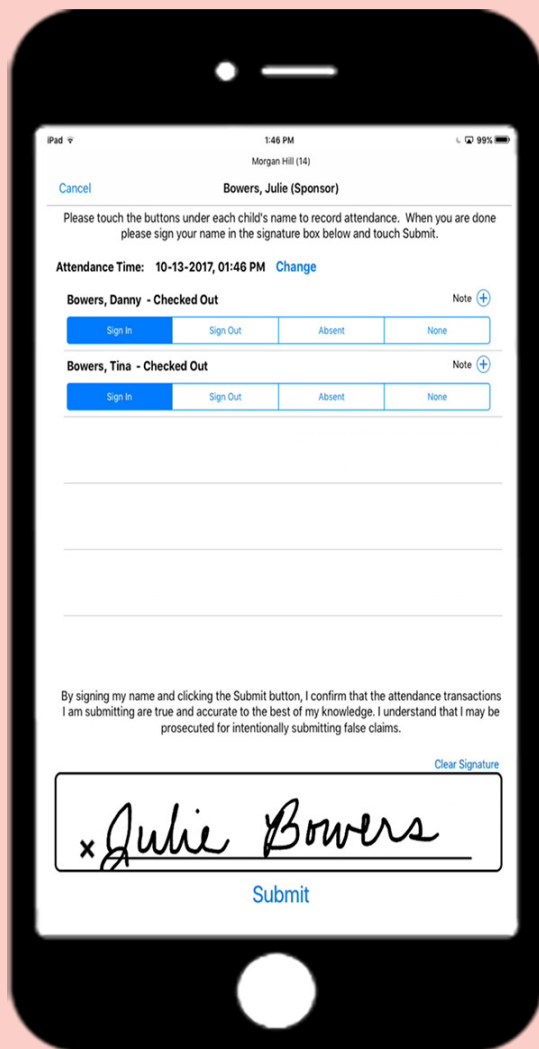 iPad 1:46 PM 99%
Morgan Hill (14)
Cancel Bowers, Julie (Sponsor)
Please touch the buttons under each child's name to record attendance. When you are done
please sign your name in the signature box below and touch Submit.
Attendance Time: 10-13-2017, 01:46 PM Change
Bowers, Danny - Checked Out Note +
Sign In Sign Out Absent None
Bowers, Tina - Checked Out Note +
Sign In Sign Out Absent None
By signing my name and clicking the Submit button, I confirm that the attendance transactions
I am submitting are true and accurate to the best of my knowledge. I understand that I may be
prosecuted for intentionally submitting false claims.
Clear Signature
x Julie Bowers
Submit